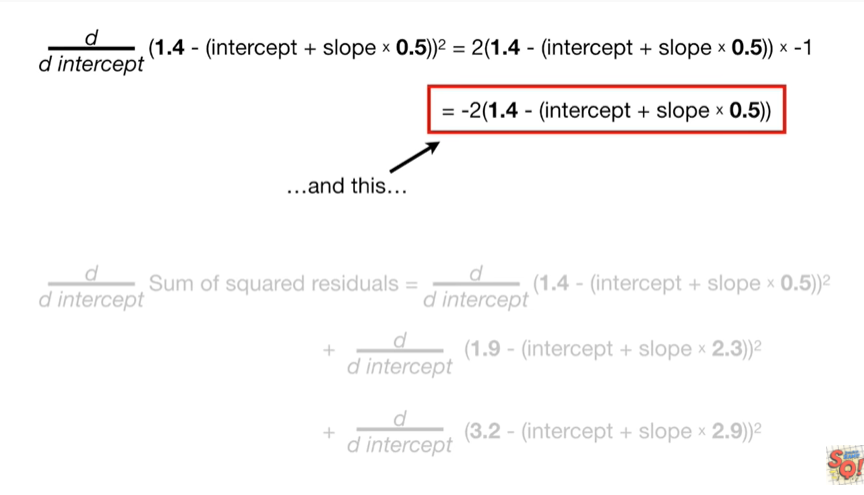 d
d intercept (1.4 - (intercept + slope × 0.5))² = 2(1.4 - (intercept + slope × 0.5)) × -1
= -2(1.4 - (intercept + slope × 0.5))
…and this…
d
d intercept Sum of squared residuals = d
d intercept (1.4 - (intercept + slope × 0.5))²
+ d
d intercept (1.9 - (intercept + slope × 2.3))²
+ d
d intercept (3.2 - (intercept + slope × 2.9))²
SQ!